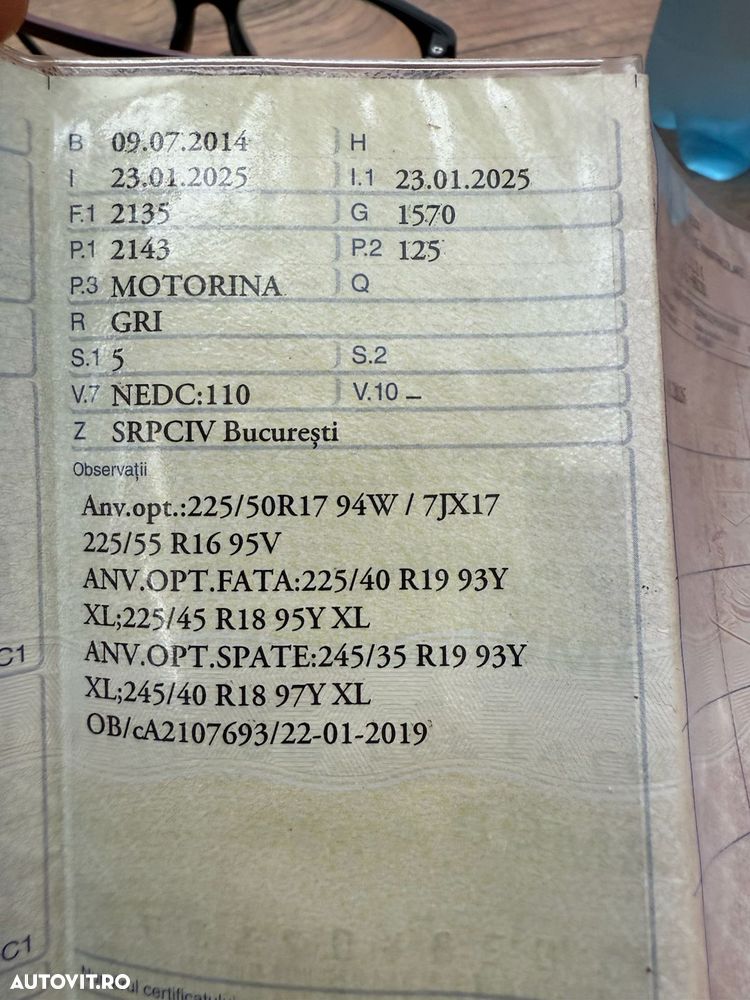 B 09.07.2014 H
I 23.01.2025 I.1 23.01.2025
F.1 2135 G 1570
P.1 2143 P.2 125
P.3 MOTORINA Q
R GRI
S.1 5 S.2
V.7 NEDC:110 V.10 –
Z SRPCIV București
Observații
Anv.opt.:225/50R17 94W / 7JX17
225/55 R16 95V
ANV.OPT.FATA:225/40 R19 93Y
XL;225/45 R18 95Y XL
ANV.OPT.SPATE:245/35 R19 93Y
XL;245/40 R18 97Y XL
OB/cA2107693/22-01-2019
C1
C1
AUTOVIT.RO